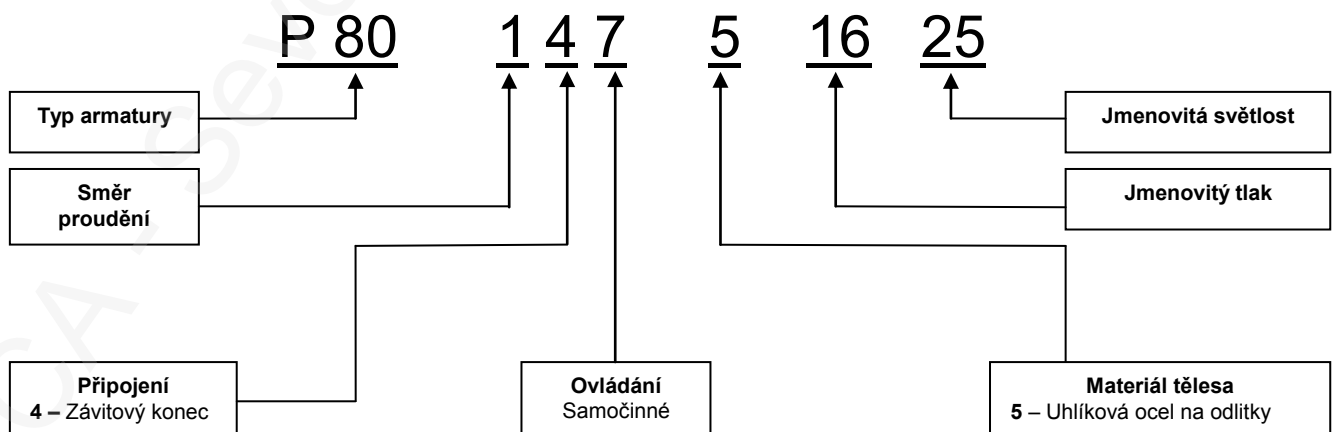 P 80 1 4 7 5 16 25
Typ armatury
Jmenovitá světlost
Směr
proudění
Jmenovitý tlak
Připojení
4 – Závitový konec
Ovládání
Samočinné
Materiál tělesa
5 – Uhlíková ocel na odlitky